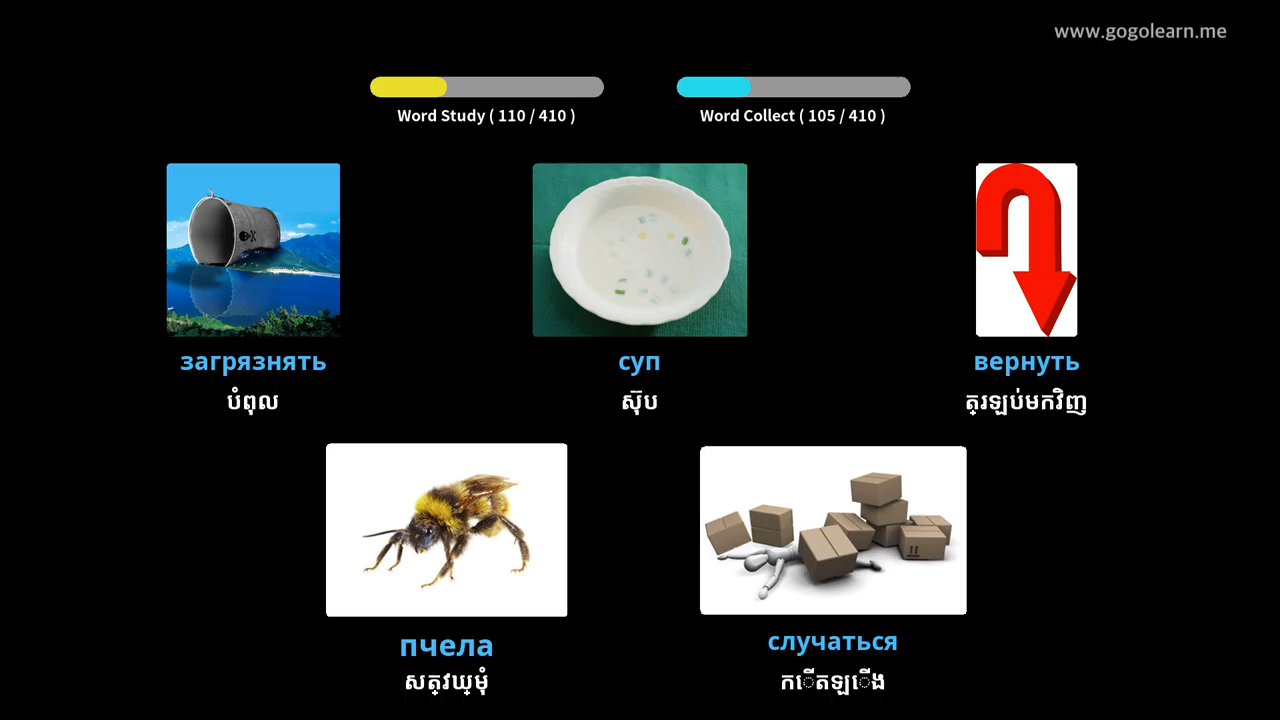 www.gogolearn.me
Word Study ( 110 / 410 )
Word Collect ( 105 / 410 )
загрязнять
បំពុល
суп
ស៊ុប
вернуть
ត្រឡប់មកវិញ
пчела
សត្វឃ្មុំ
случаться
កើតឡើង